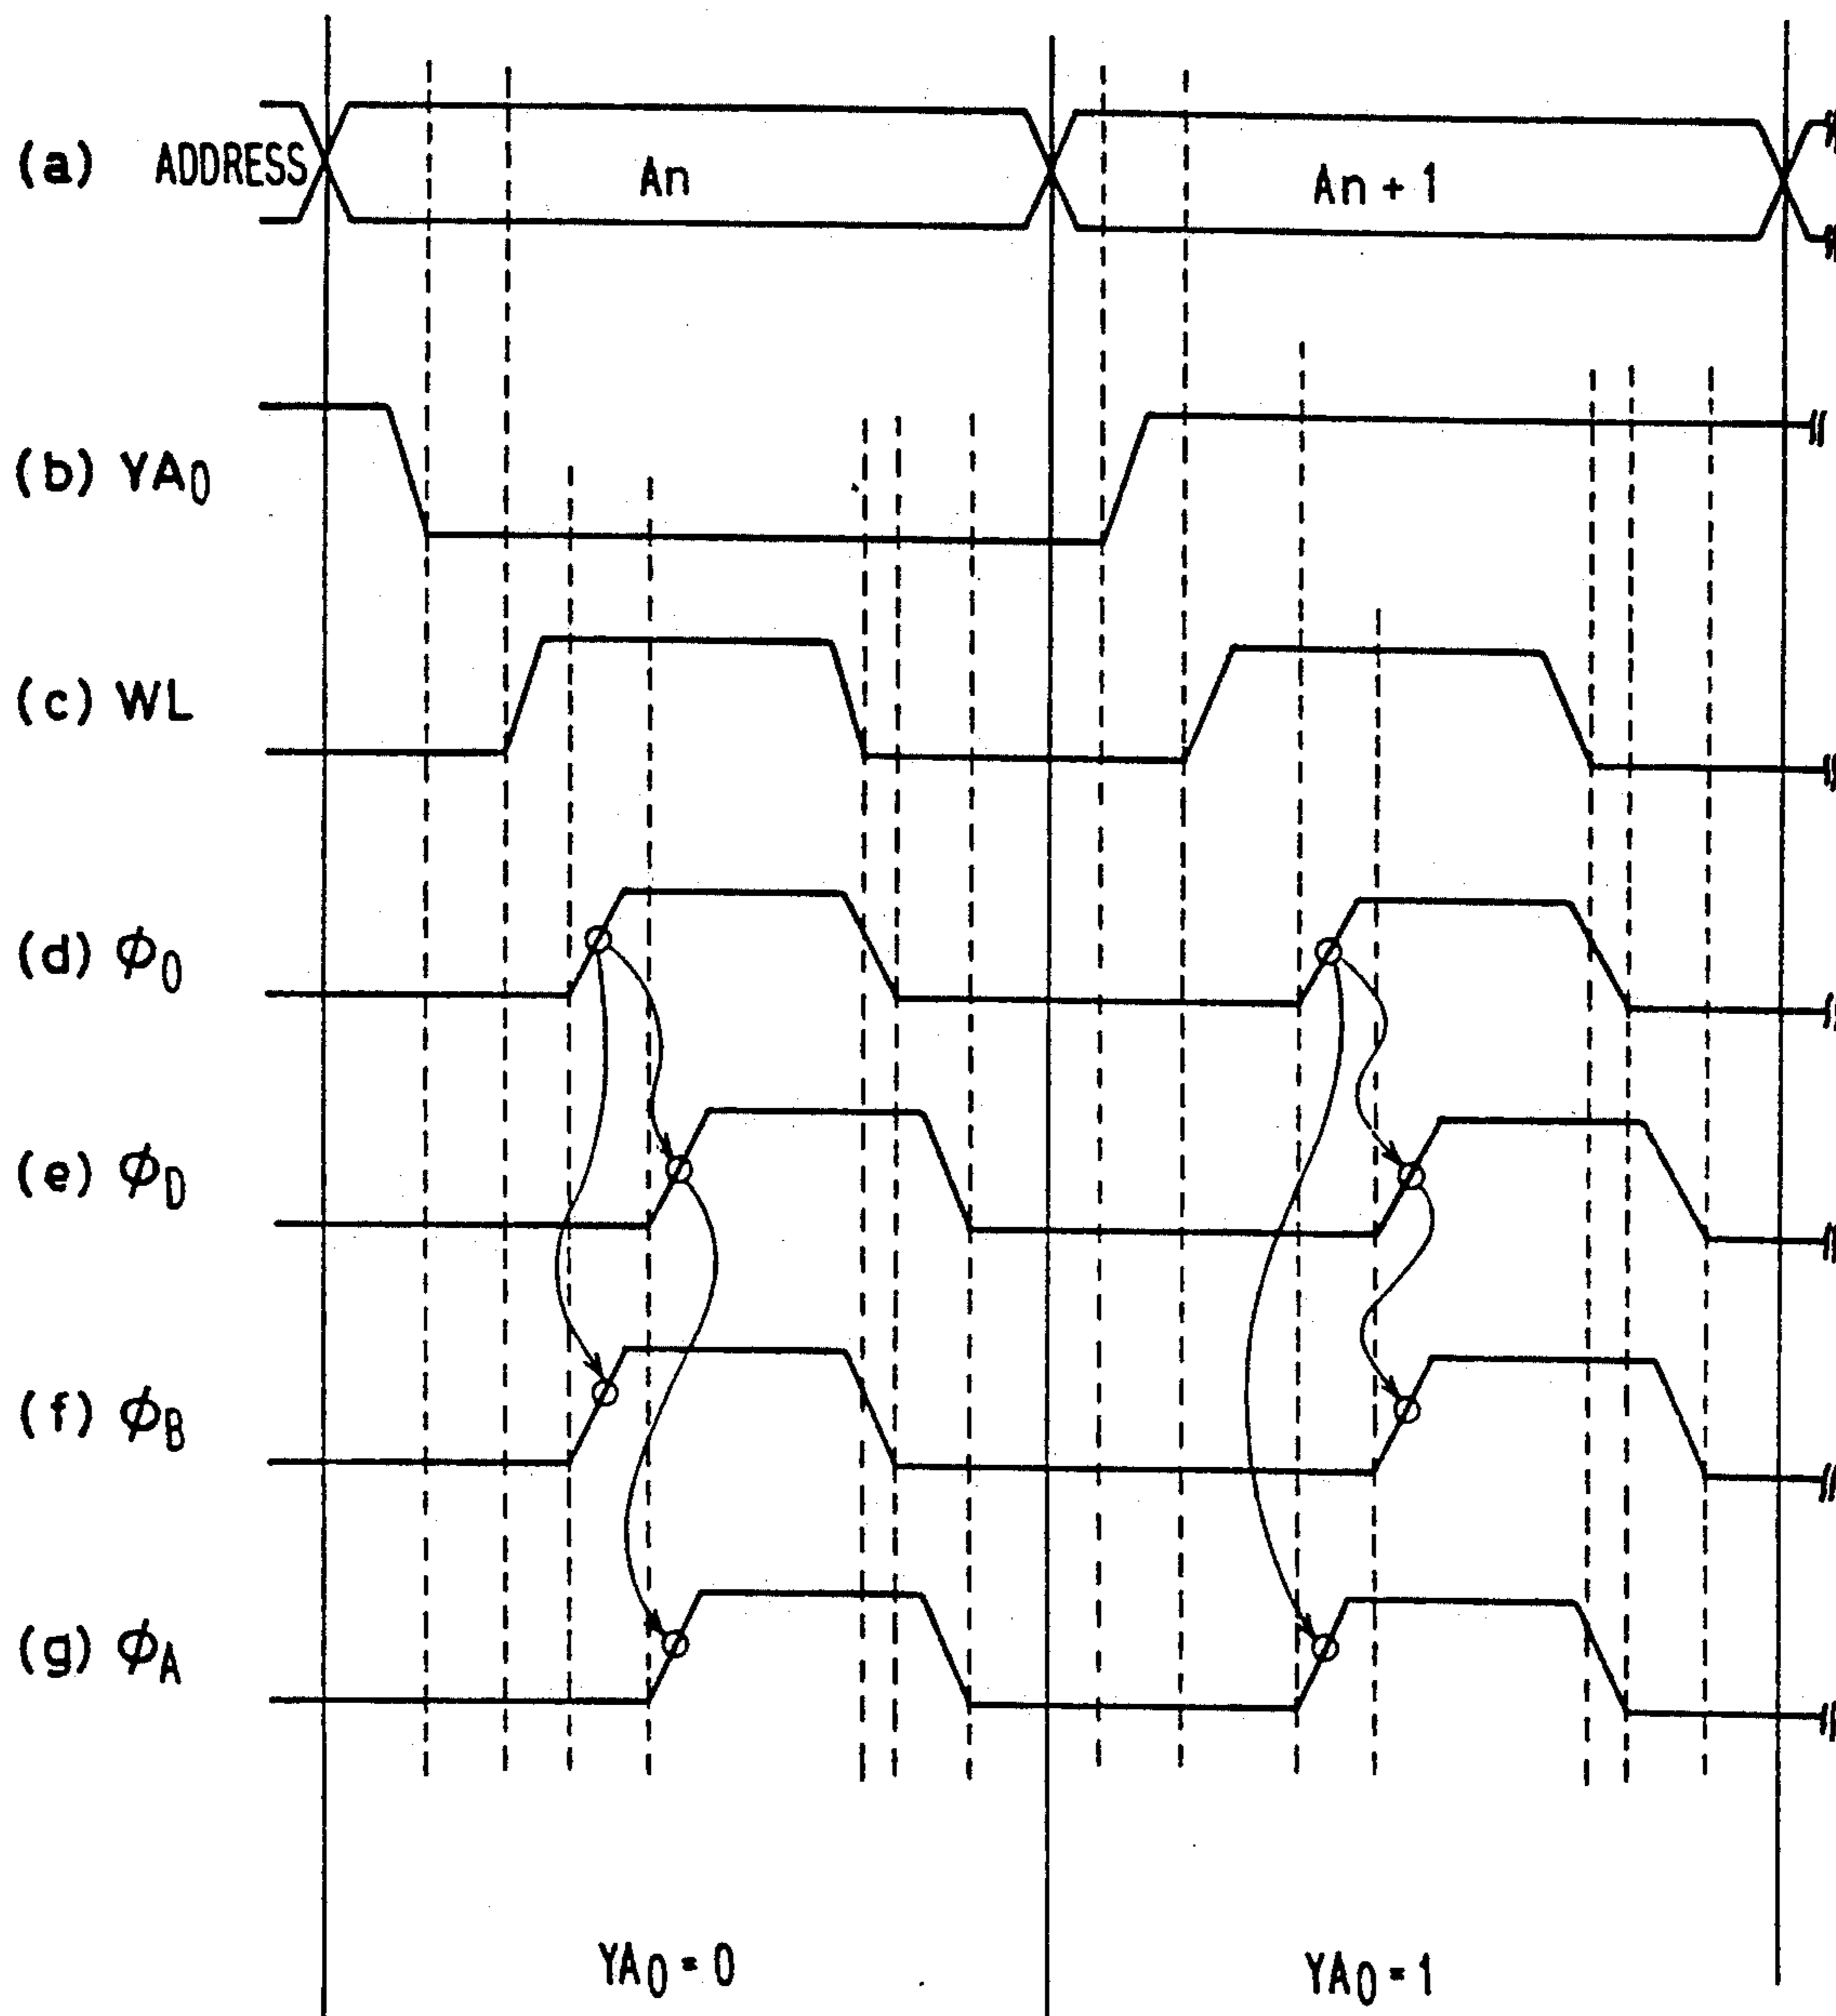 (a) ADDRESS An An + 1
(b) YA₀
(c) WL
(d) ϕ₀
(e) ϕD
(f) ϕB
(g) ϕA
YA₀ = 0 YA₀ = 1